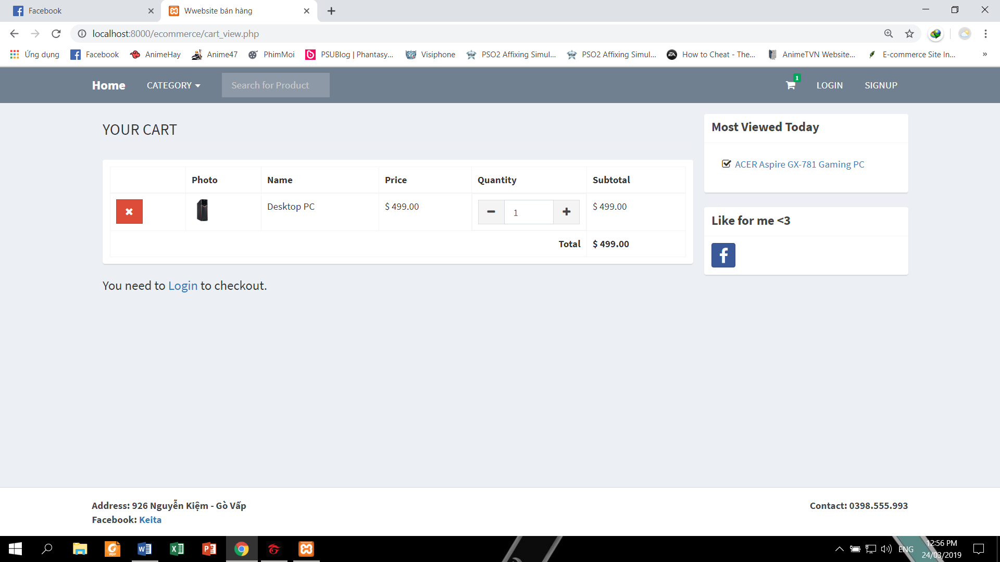 Facebook
Wwebsite bán hàng
localhost:8000/ecommerce/cart_view.php
Ứng dụng
Facebook
AnimeHay
Anime47
PhimMoi
PSUBlog | Phantasy...
Visiphone
PSO2 Affixing Simul...
PSO2 Affixing Simul...
How to Cheat - The...
AnimeTVN Website...
E-commerce Site In...
»
Home
CATEGORY
Search for Product
1
LOGIN
SIGNUP
YOUR CART
Photo Name Price Quantity Subtotal
Desktop PC $ 499.00 1 $ 499.00
Total $ 499.00
You need to Login to checkout.
Most Viewed Today
ACER Aspire GX-781 Gaming PC
Like for me <3
Address: 926 Nguyễn Kiệm - Gò Vấp
Facebook: Keita
Contact: 0398.555.993
ENG
12:56 PM
24/03/2019